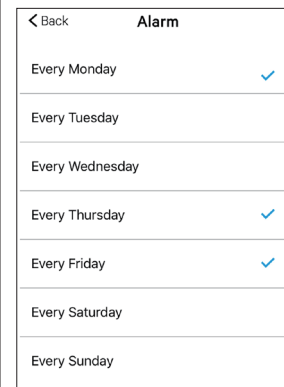 Back Alarm
Every Monday
Every Tuesday
Every Wednesday
Every Thursday
Every Friday
Every Saturday
Every Sunday